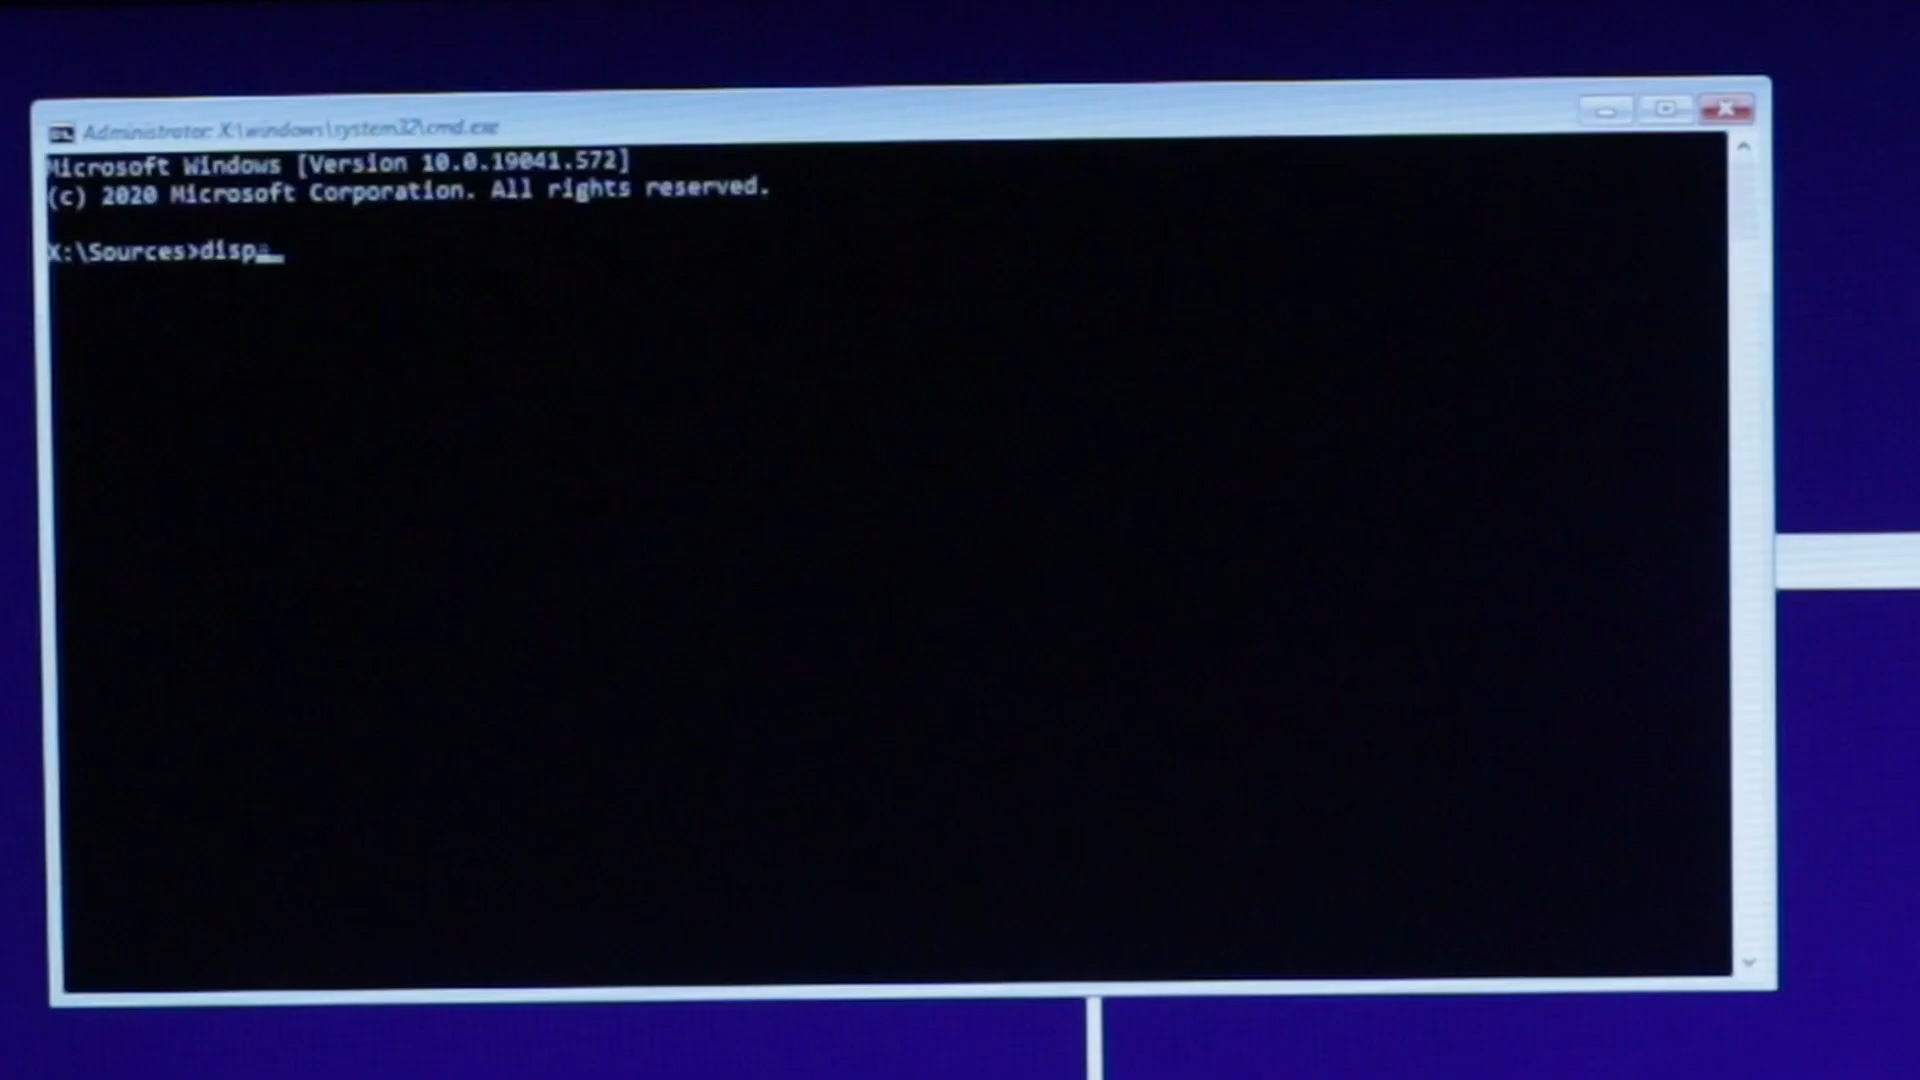 Administrator: X:\windows\system32\cmd.exe
Microsoft Windows [Version 10.0.19041.572]
(c) 2020 Microsoft Corporation. All rights reserved.
X:\Sources>dispa